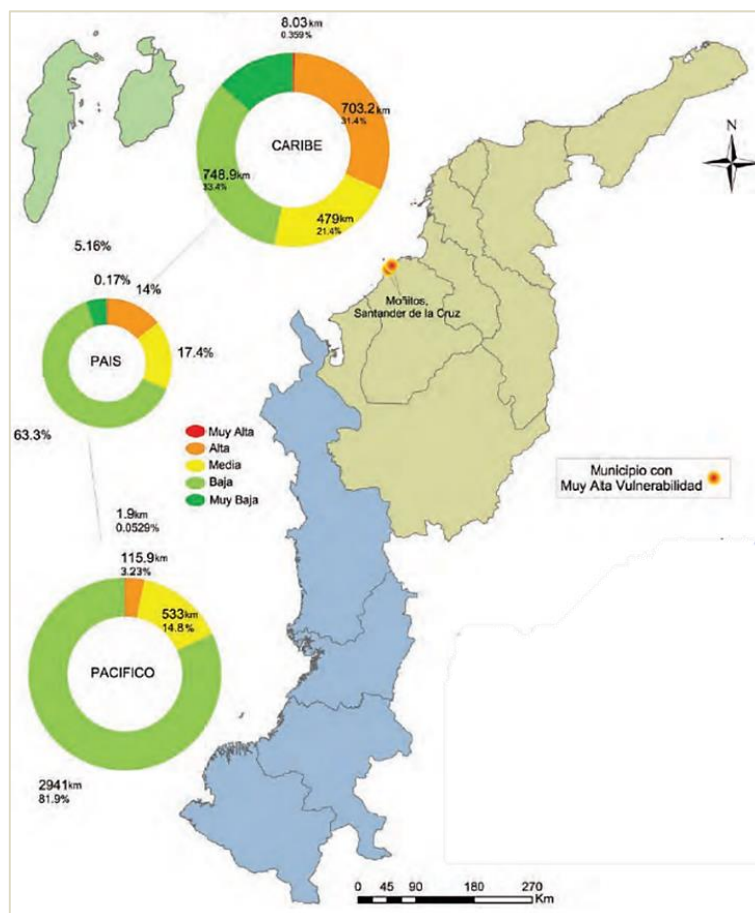 8.03km
0.359%
703.2km
31.4%
CARIBE
748.9km
33.4%
479km
21.4%
N
5.16%
0.17%
14%
Moñitos,
Santander de la Cruz
PAIS
17.4%
63.3%
Muy Alta
Alta
Media
Baja
Muy Baja
Municipio con
Muy Alta Vulnerabilidad
1.9km
0.0529%
115.9km
3.23%
533km
14.8%
PACIFICO
2941km
81.9%
0 45 90 180 270
Km